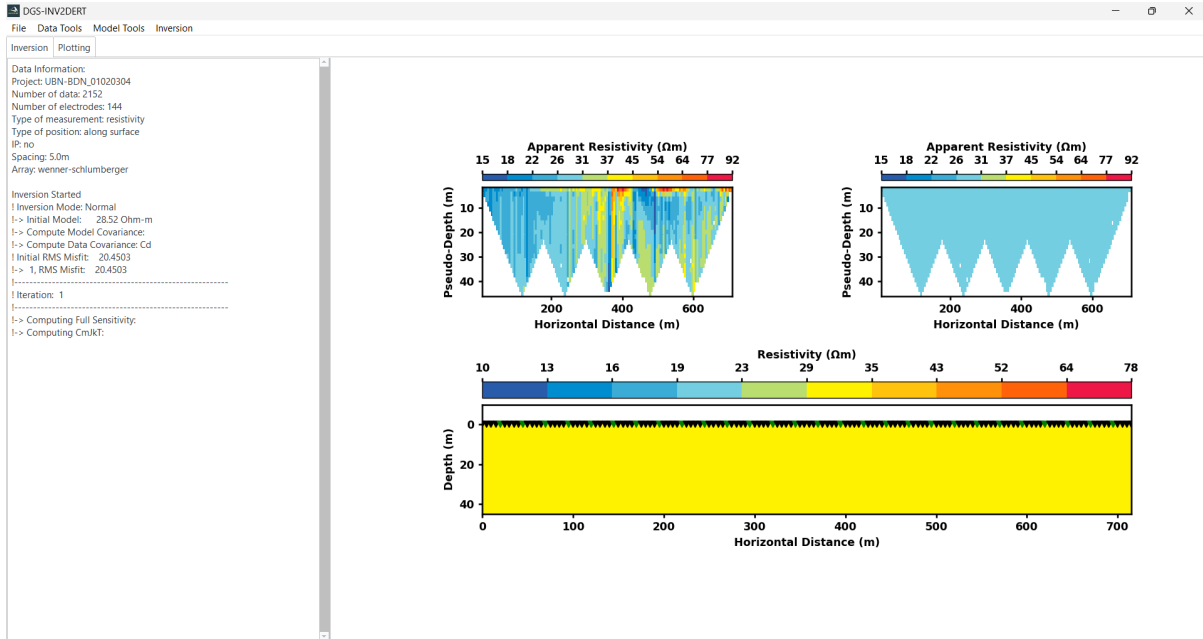 DGS-INV2DERT
File Data Tools Model Tools Inversion
Inversion Plotting
Data Information:
Project: UBN-BDN_01020304
Number of data: 2152
Number of electrodes: 144
Type of measurement: resistivity
Type of position: along surface
IP: no
Spacing: 5.0m
Array: wenner-schlumberger
Inversion Started
! Inversion Mode: Normal
!-> Initial Model: 28.52 Ohm-m
!-> Compute Model Covariance:
!-> Compute Data Covariance: Cd
! Initial RMS Misfit: 20.4503
!-> 1, RMS Misfit: 20.4503
!----------------------------------------------------------
! Iteration: 1
!----------------------------------------------------------
!-> Computing Full Sensitivity:
!-> Computing CmJkT:
Apparent Resistivity (Ωm)
15 18 22 26 31 37 45 54 64 77 92
Pseudo-Depth (m)
10
20
30
40
200 400 600
Horizontal Distance (m)
Apparent Resistivity (Ωm)
15 18 22 26 31 37 45 54 64 77 92
Pseudo-Depth (m)
10
20
30
40
200 400 600
Horizontal Distance (m)
Resistivity (Ωm)
10 13 16 19 23 29 35 43 52 64 78
Depth (m)
0
20
40
0 100 200 300 400 500 600 700
Horizontal Distance (m)